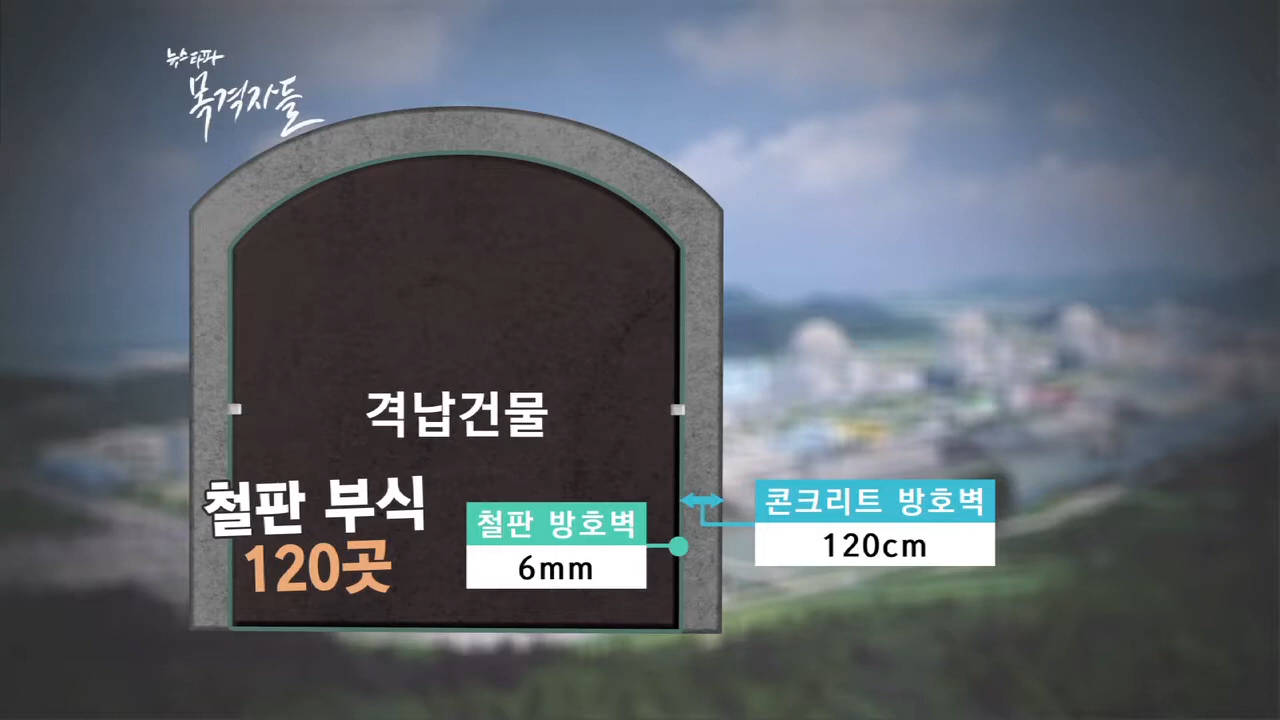 뉴스타파
목격자들
격납건물
철판 부식
120곳
철판 방호벽
6mm
콘크리트 방호벽
120cm